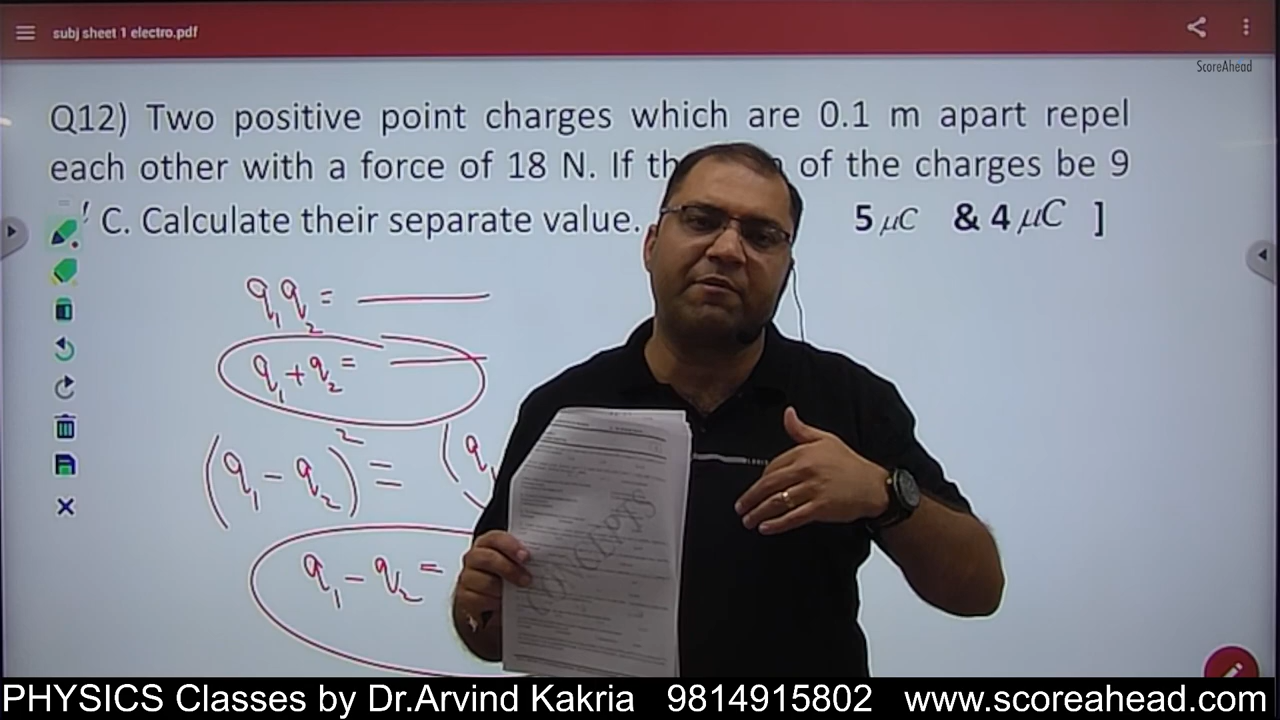 subj sheet 1 electro.pdf
ScoreAhead
Q12) Two positive point charges which are 0.1 m apart repel
each other with a force of 18 N. If of the charges be 9
C. Calculate their separate value. 5 μC & 4 μC ]
q₁q₂ =
q₁ + q₂ =
(q₁ - q₂)² = (q₁
q₁ - q₂ =
CONCEPTS
PHYSICS Classes by Dr.Arvind Kakria 9814915802 www.scoreahead.com